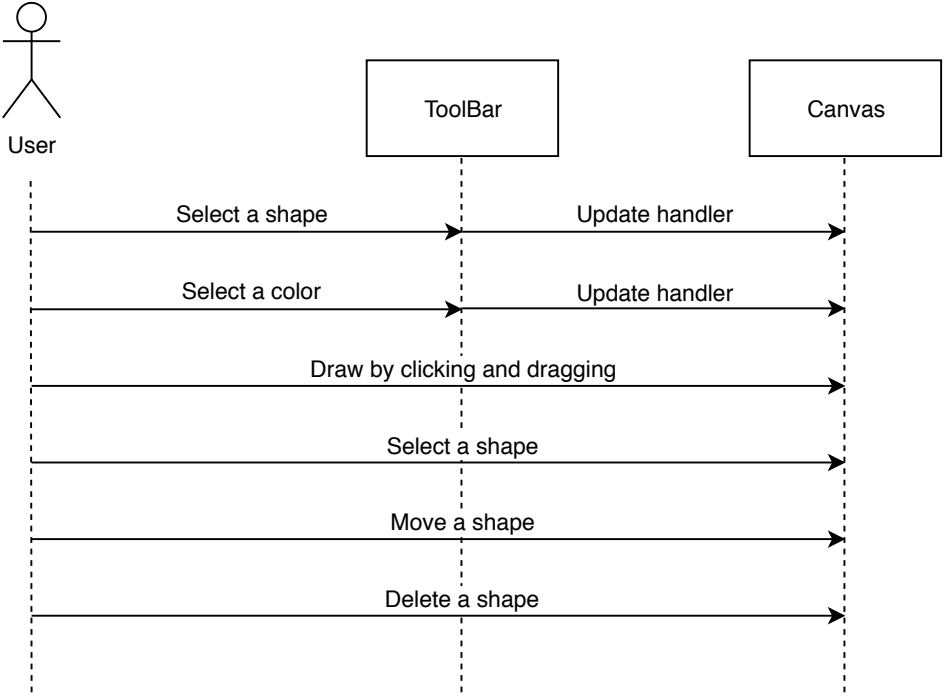 User
ToolBar
Canvas
Select a shape
Update handler
Select a color
Update handler
Draw by clicking and dragging
Select a shape
Move a shape
Delete a shape